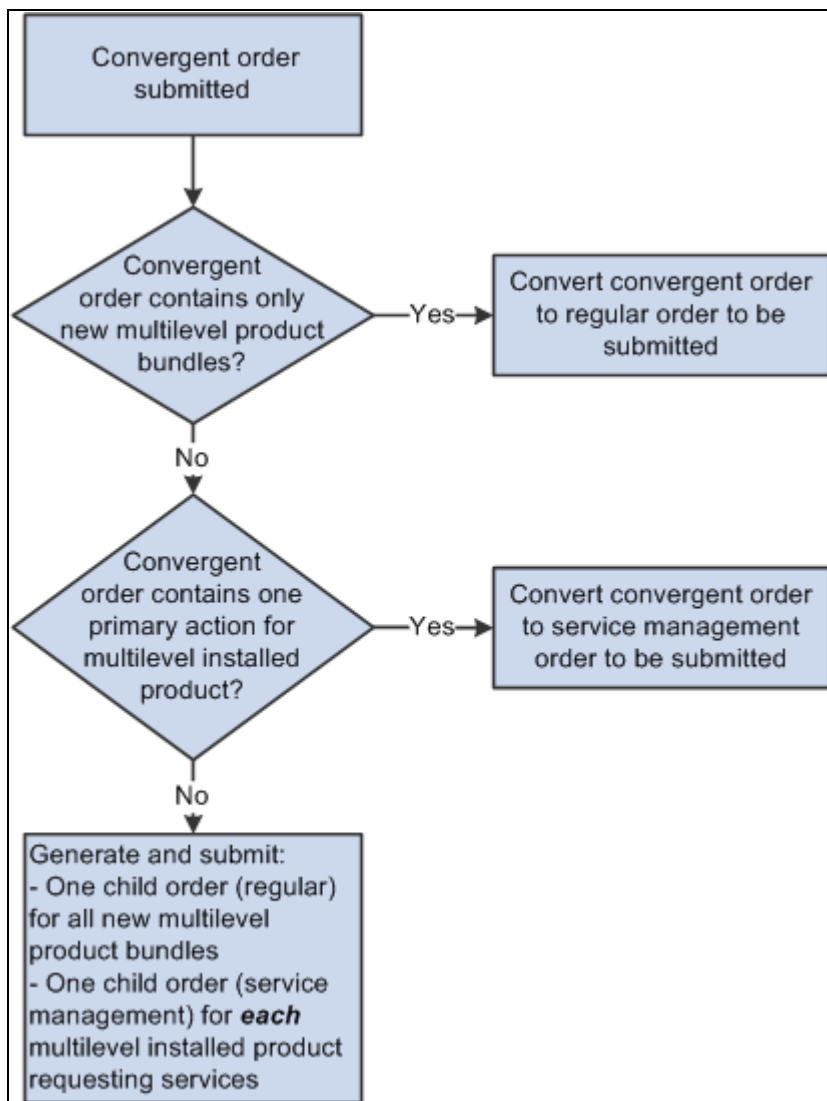 Convergent order
submitted
Convergent
order contains only
new multilevel product
bundles?
Yes
Convert convergent order
to regular order to be
submitted
No
Convergent
order contains one
primary action for
multilevel installed
product?
Yes
Convert convergent order
to service management
order to be submitted
No
Generate and submit:
- One child order (regular)
for all new multilevel
product bundles
- One child order (service
management) for each
multilevel installed product
requesting services